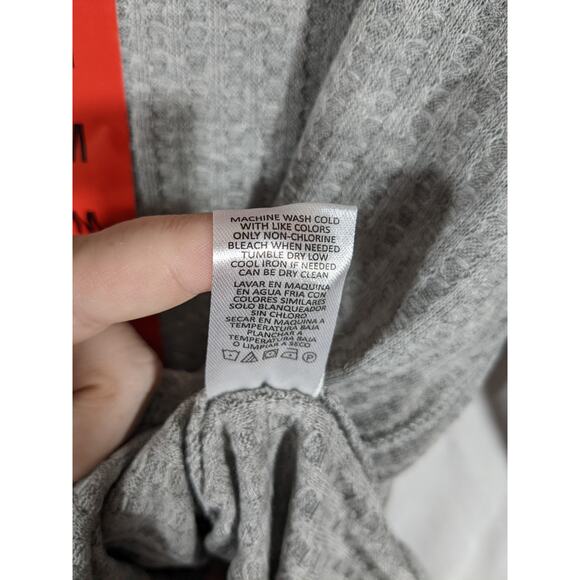 M
M
MACHINE WASH COLD
WITH LIKE COLORS
ONLY NON-CHLORINE
BLEACH WHEN NEEDED
TUMBLE DRY LOW
COOL IRON IF NEEDED
CAN BE DRY CLEAN
LAVAR EN MAQUINA
EN AGUA FRIA CON
COLORES SIMILARES
SOLO BLANQUEADOR
SIN CHLORO
SECAR EN MAQUINA A
TEMPERATURA BAJA
PLANCHAR A
TEMPERATURA BAJA
O LIMPIAR A SECO
P